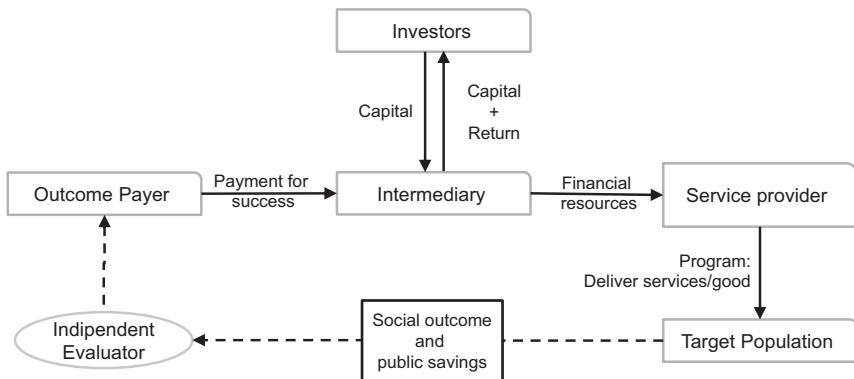 Investors
Capital
Capital
+
Return
Outcome Payer
Payment for
success
Intermediary
Financial
resources
Service provider
Program:
Deliver services/good
Indipendent
Evaluator
Social outcome
and
public savings
Target Population